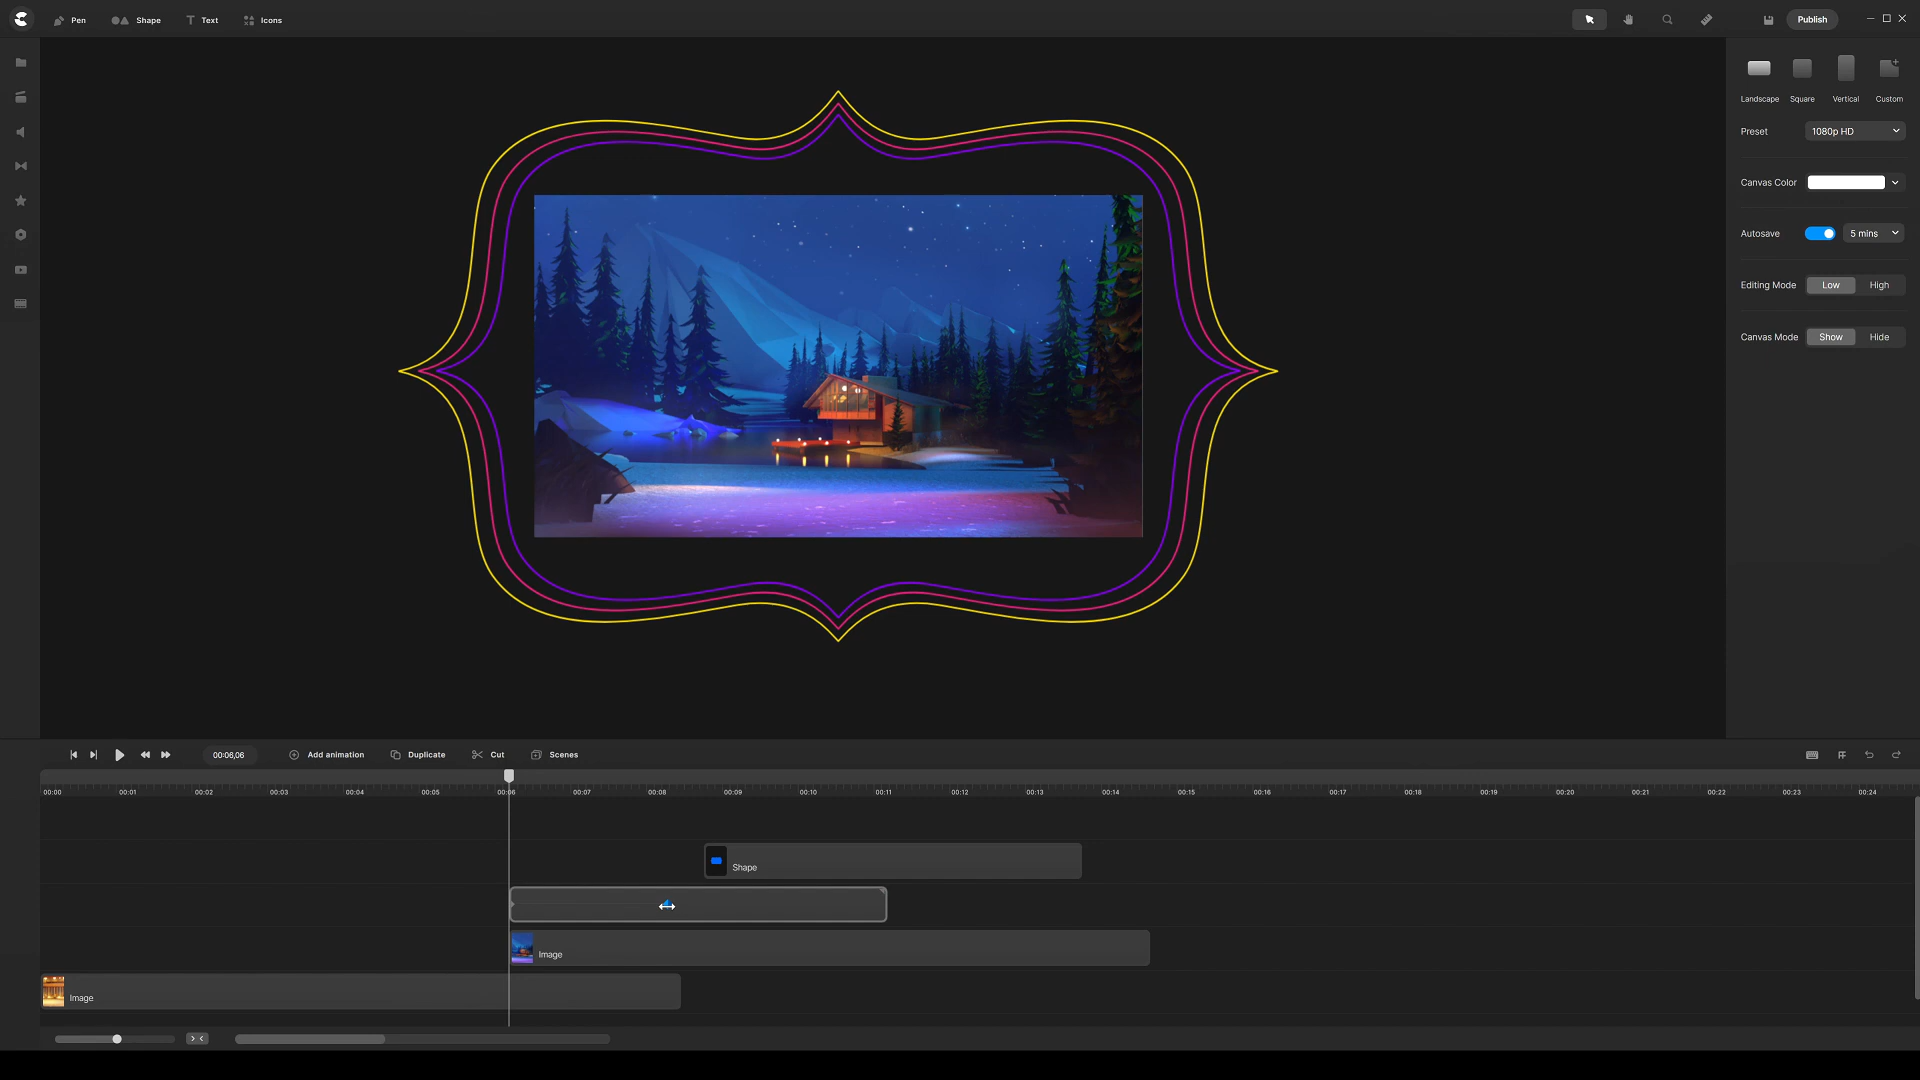 Pen
Shape
Text
Icons
Publish
Landscape
Square
Vertical
Custom
Preset
1080p HD
Canvas Color
Autosave
5 mins
Editing Mode
Low
High
Canvas Mode
Show
Hide
00:06,06
Add animation
Duplicate
Cut
Scenes
00:00
00:01
00:02
00:03
00:04
00:05
00:06
00:07
00:08
00:09
00:10
00:11
00:12
00:13
00:14
00:15
00:16
00:17
00:18
00:19
00:20
00:21
00:22
00:23
00:24
Shape
Image
Image